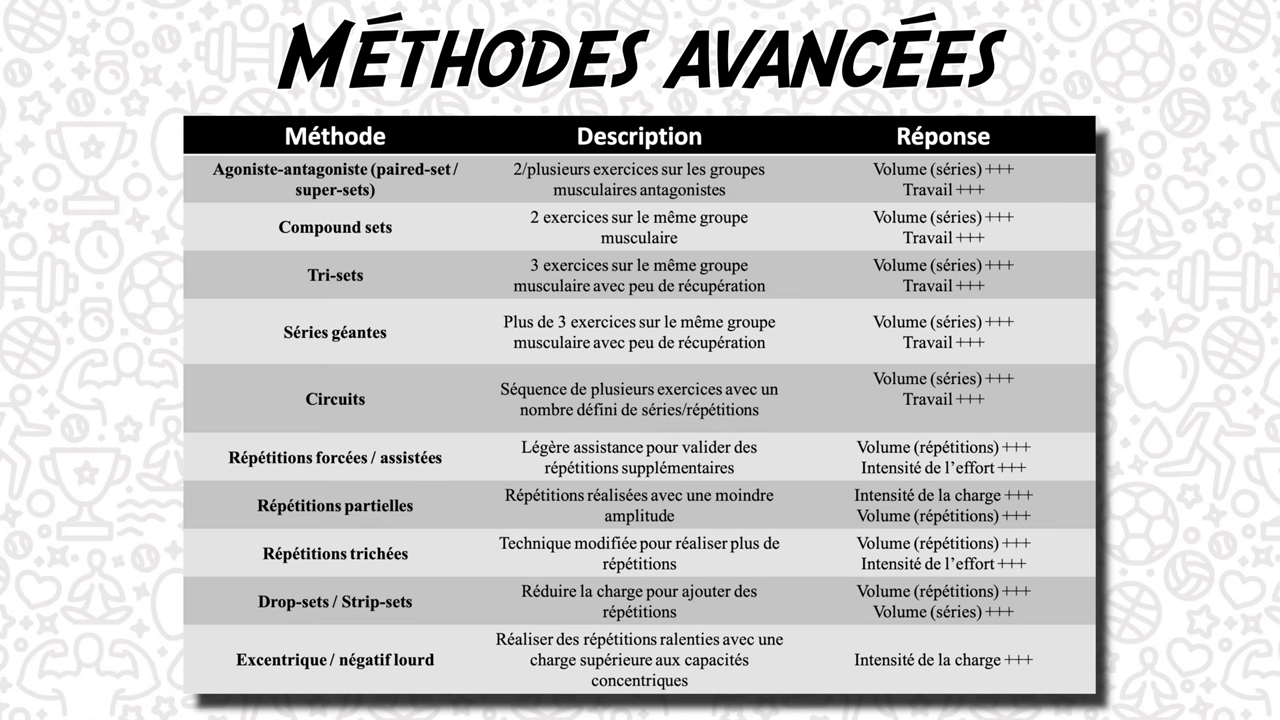 MÉTHODES AVANCÉES
Méthode
Description
Réponse
Agoniste-antagoniste (paired-set /
super-sets)
2/plusieurs exercices sur les groupes
musculaires antagonistes
Volume (séries) +++
Travail +++
Compound sets
2 exercices sur le même groupe
musculaire
Volume (séries) +++
Travail +++
Tri-sets
3 exercices sur le même groupe
musculaire avec peu de récupération
Volume (séries) +++
Travail +++
Séries géantes
Plus de 3 exercices sur le même groupe
musculaire avec peu de récupération
Volume (séries) +++
Travail +++
Circuits
Séquence de plusieurs exercices avec un
nombre défini de séries/répétitions
Volume (séries) +++
Travail +++
Répétitions forcées / assistées
Légère assistance pour valider des
répétitions supplémentaires
Volume (répétitions) +++
Intensité de l’effort +++
Répétitions partielles
Répétitions réalisées avec une moindre
amplitude
Intensité de la charge +++
Volume (répétitions) +++
Répétitions trichées
Technique modifiée pour réaliser plus de
répétitions
Volume (répétitions) +++
Intensité de l’effort +++
Drop-sets / Strip-sets
Réduire la charge pour ajouter des
répétitions
Volume (répétitions) +++
Volume (séries) +++
Excentrique / négatif lourd
Réaliser des répétitions ralenties avec une
charge supérieure aux capacités
concentriques
Intensité de la charge +++